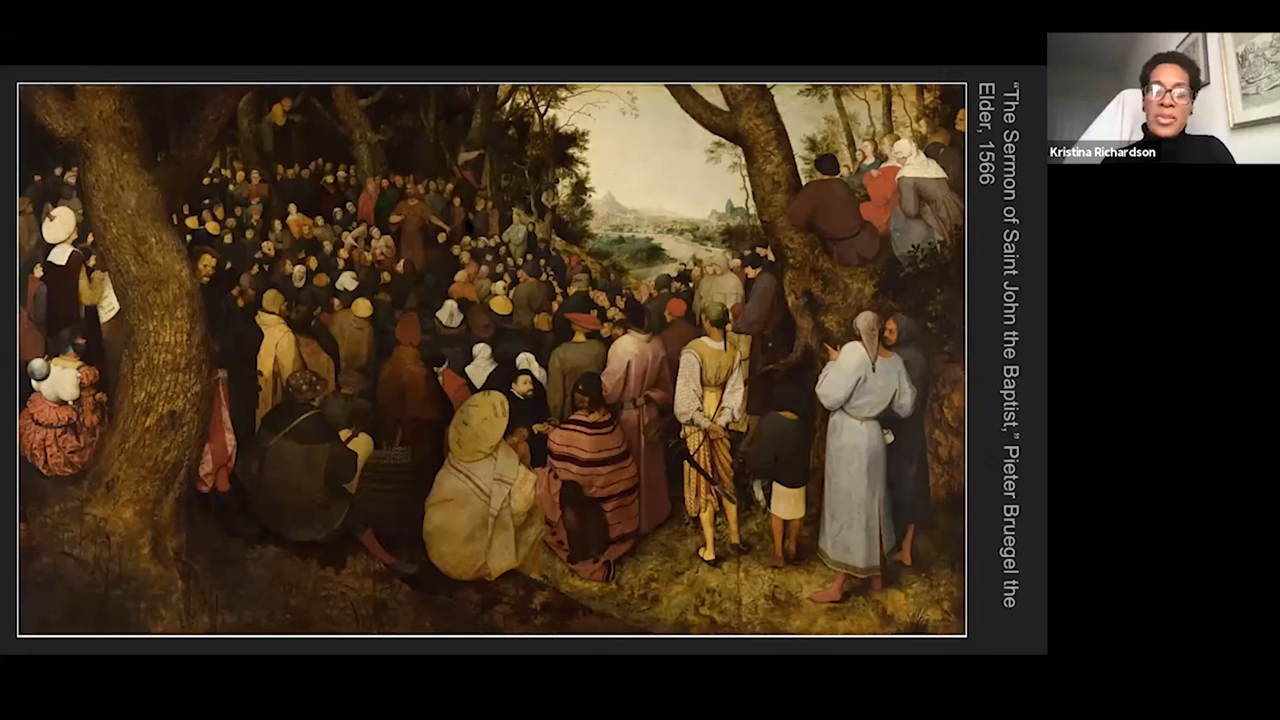 “The Sermon of Saint John the Baptist,” Pieter Bruegel the
Elder, 1566
Kristina Richardson